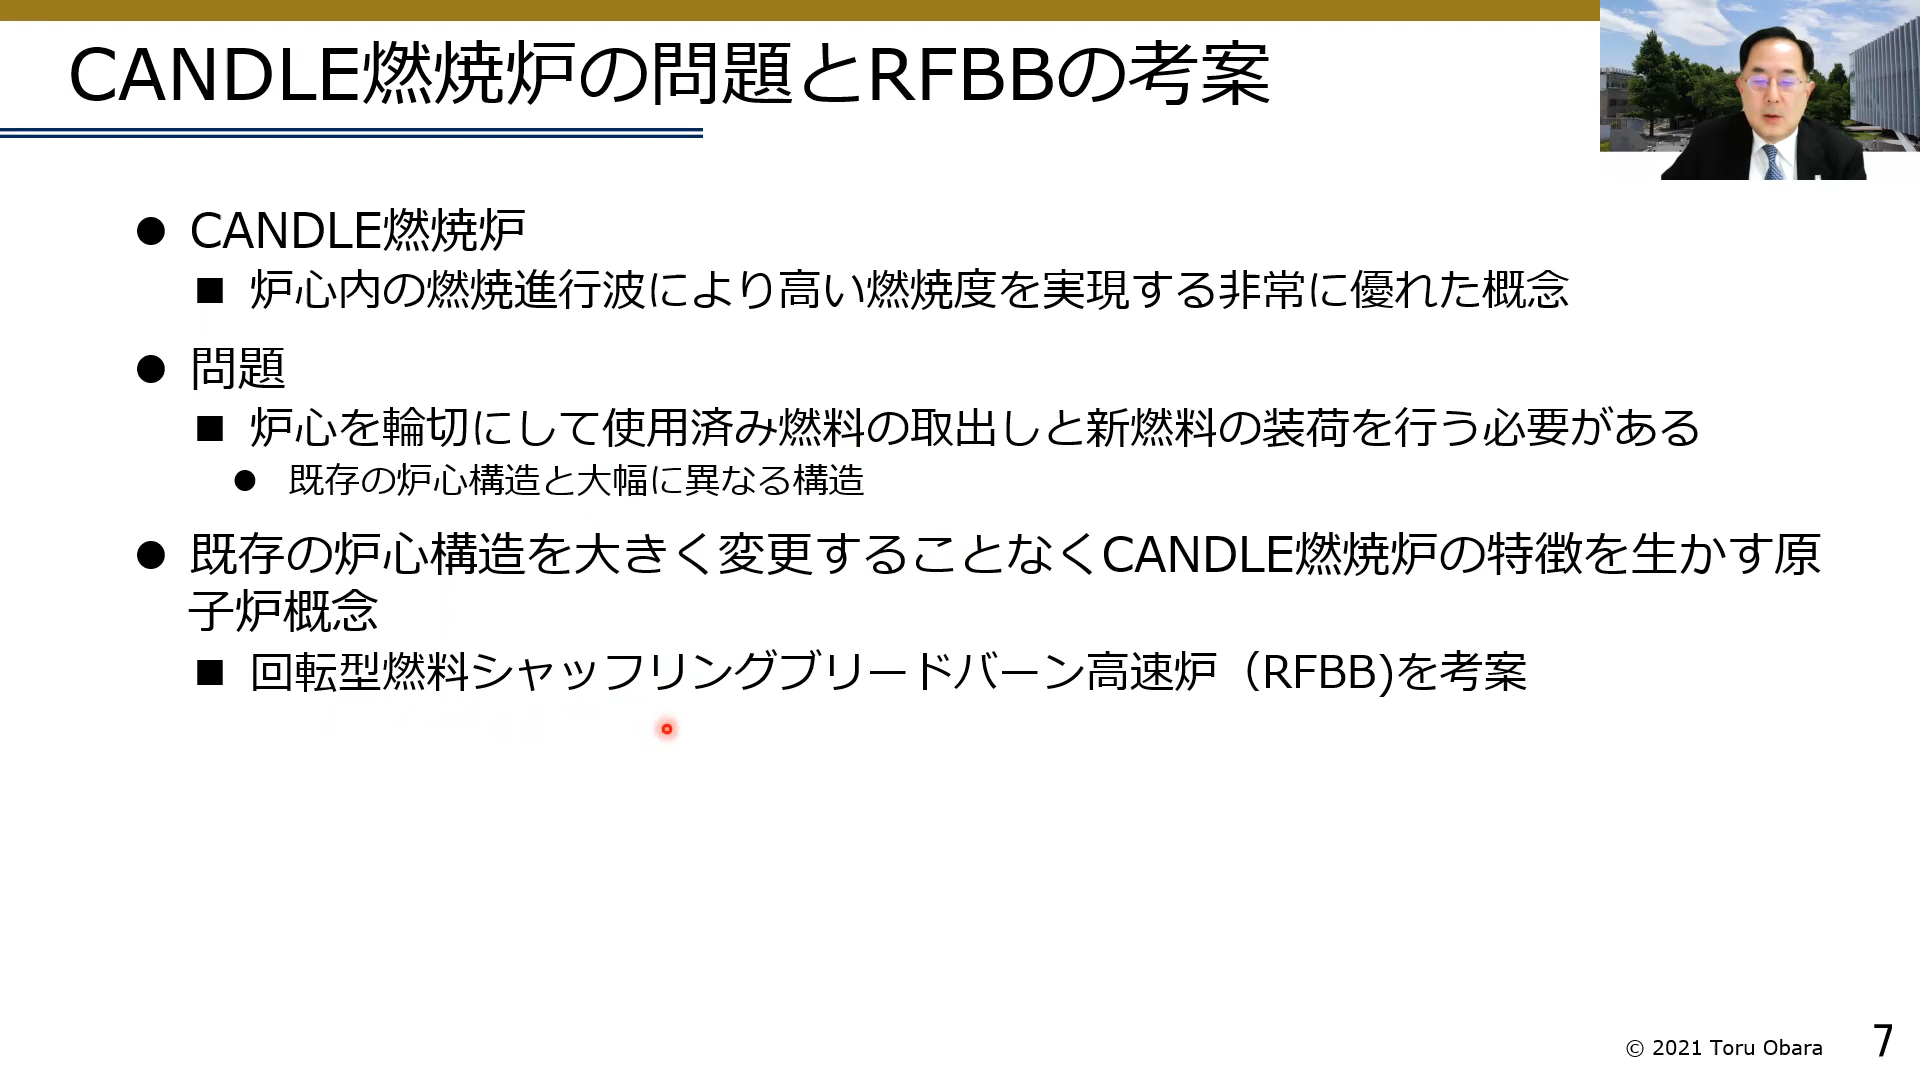 CANDLE燃焼炉の問題とRFBBの考案
● CANDLE燃焼炉
■ 炉心内の燃焼進行波により高い燃焼度を実現する非常に優れた概念
● 問題
■ 炉心を輪切にして使用済み燃料の取出しと新燃料の装荷を行う必要がある
● 既存の炉心構造と大幅に異なる構造
● 既存の炉心構造を大きく変更することなくCANDLE燃焼炉の特徴を生かす原
子炉概念
■ 回転型燃料シャッフリングブリードバーン高速炉（RFBB)を考案
© 2021 Toru Obara
7